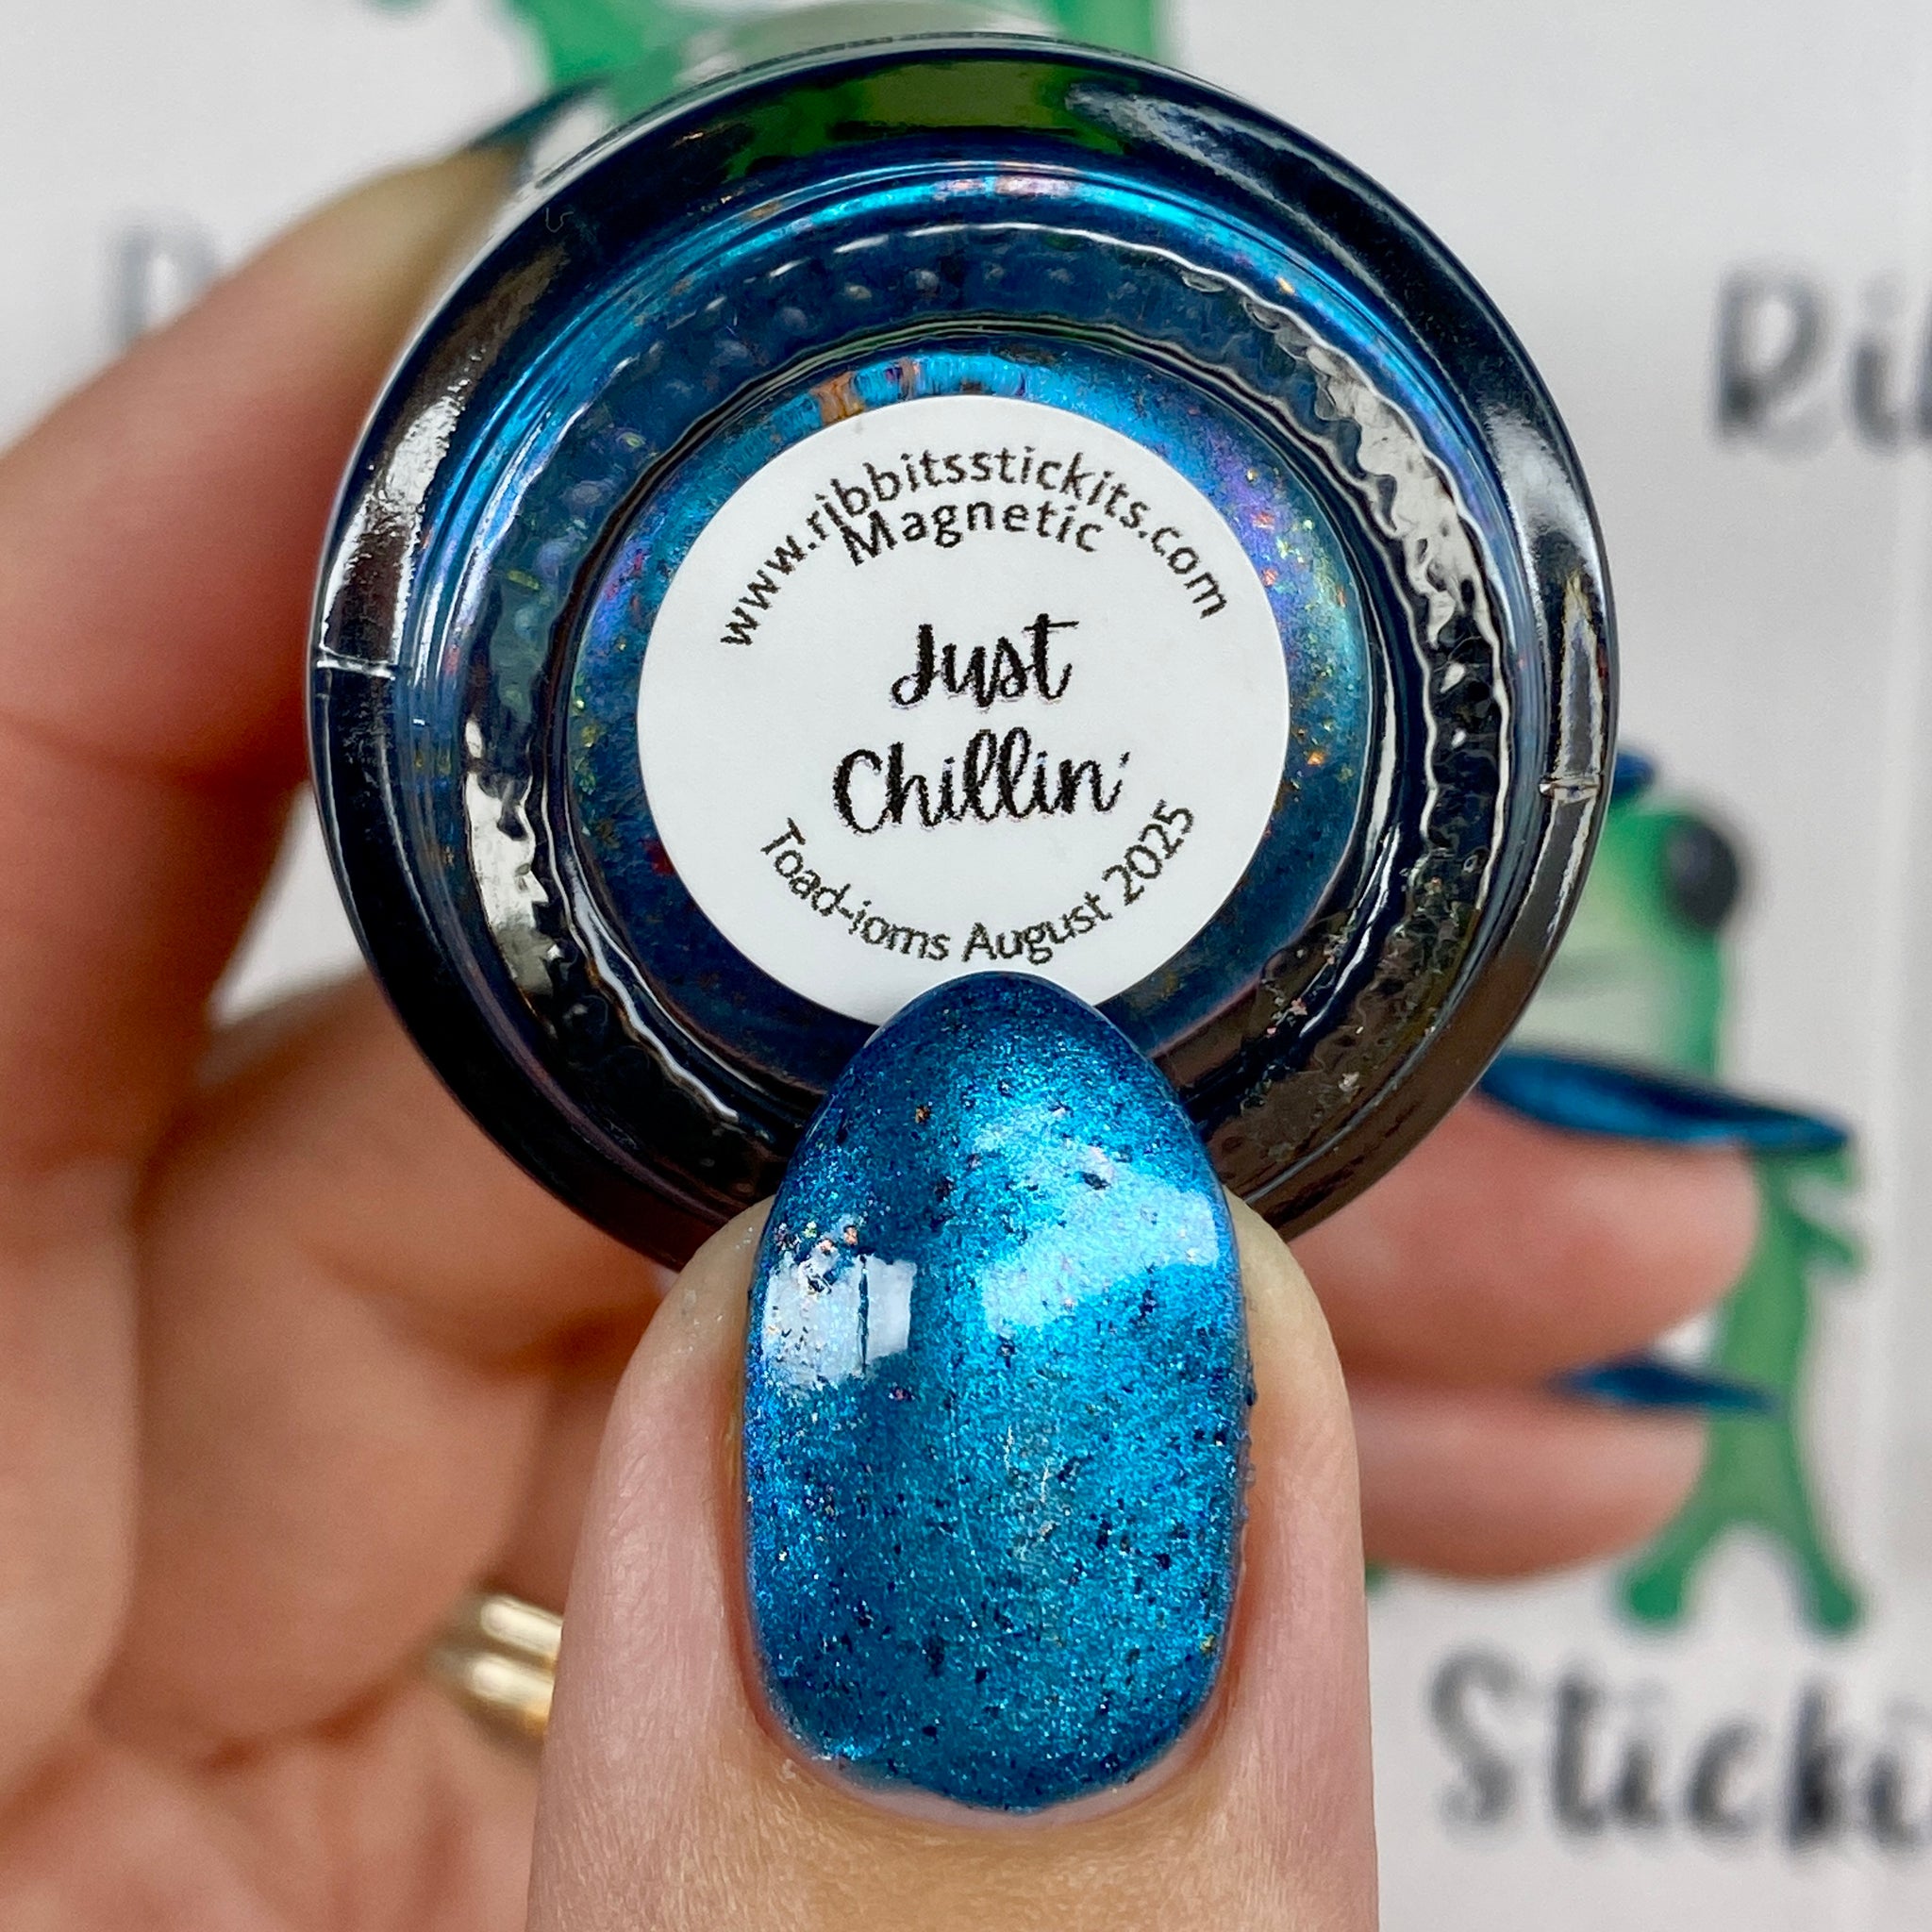 www.ribbitsstickits.com
Magnetic
Just
Chillin'
Toad-ioms August 2025